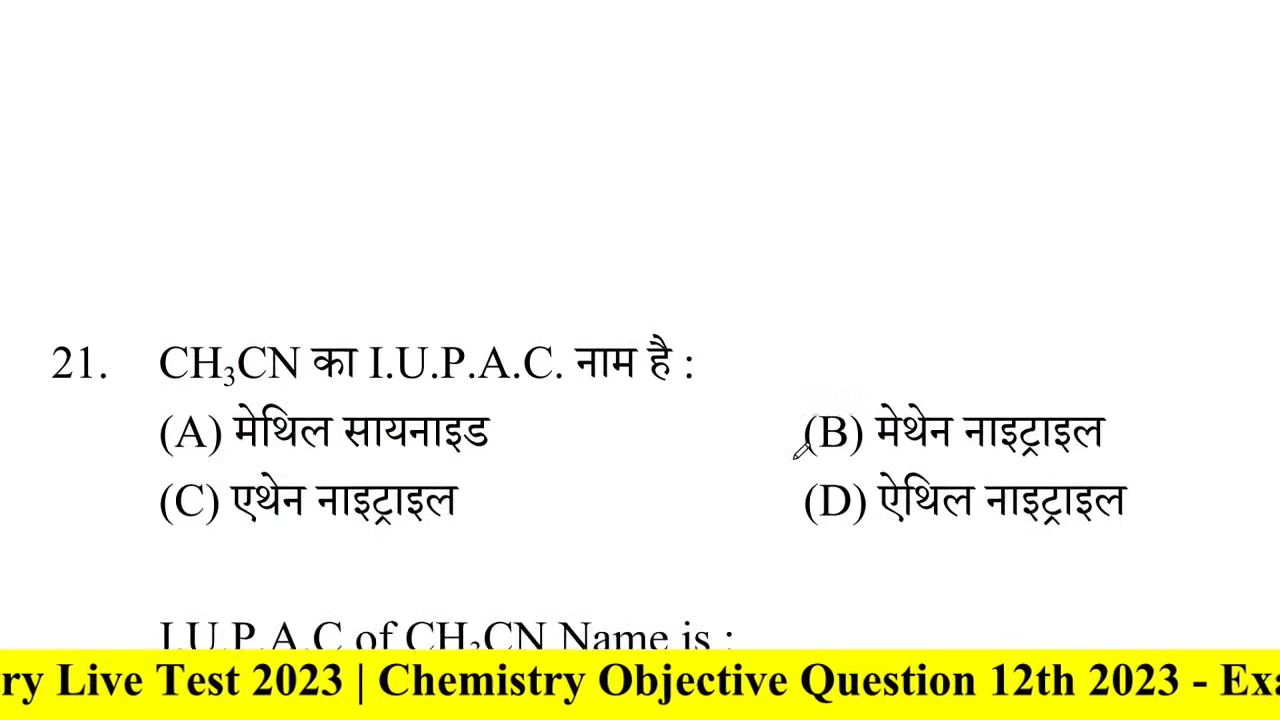 21. CH₃CN का I.U.P.A.C. नाम है :
(A) मेथिल सायनाइड (B) मेथेन नाइट्राइल
(C) एथेन नाइट्राइल (D) ऐथिल नाइट्राइल
I.U.P.A.C of CH₃CN Name is :
ry Live Test 2023 | Chemistry Objective Question 12th 2023 - Exa